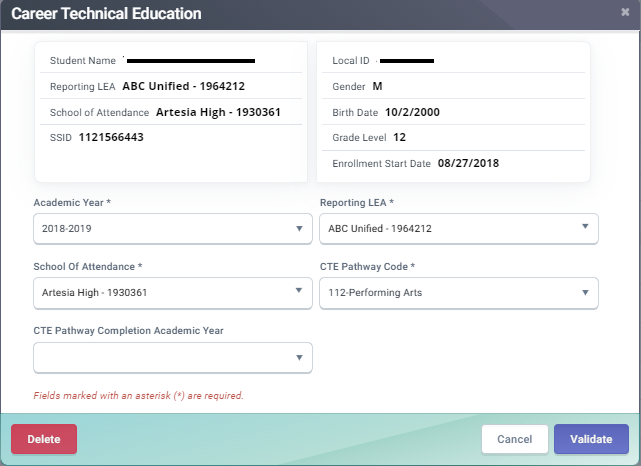 Career Technical Education
Student Name
Reporting LEA ABC Unified - 1964212
School of Attendance Artesia High - 1930361
SSID 1121566443
Local ID
Gender M
Birth Date 10/2/2000
Grade Level 12
Enrollment Start Date 08/27/2018
Academic Year *
2018-2019
Reporting LEA *
ABC Unified - 1964212
School Of Attendance *
Artesia High - 1930361
CTE Pathway Code *
112-Performing Arts
CTE Pathway Completion Academic Year
Fields marked with an asterisk (*) are required.
Delete
Cancel
Validate